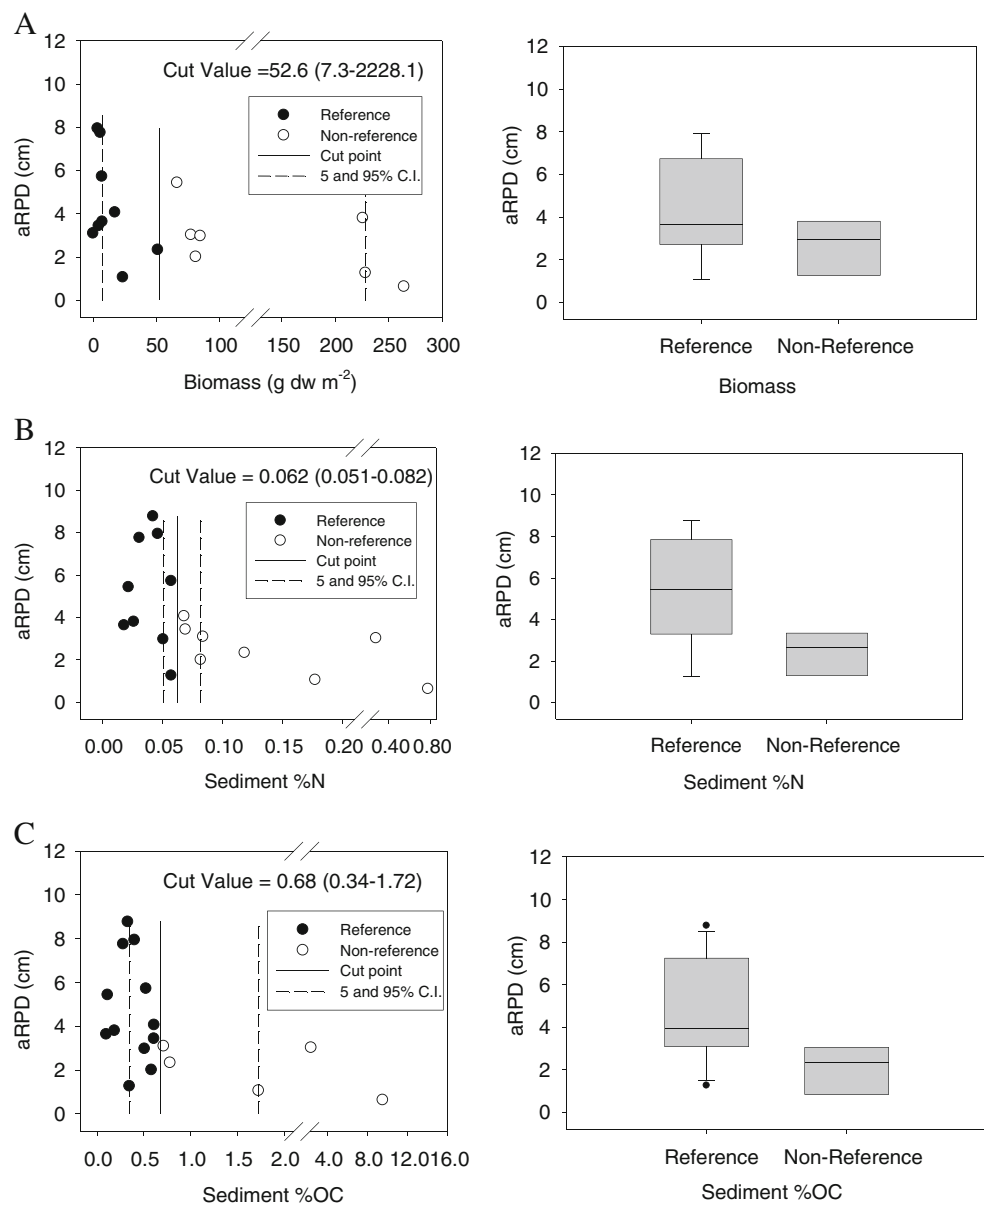 A
12
10
8
6
4
2
0
aRPD (cm)
Cut Value =52.6 (7.3-2228.1)
Reference
Non-reference
Cut point
5 and 95% C.I.
0 50 100 150 200 250 300
Biomass (g dw m-2)
12
10
8
6
4
2
0
aRPD (cm)
Reference Non-Reference
Biomass
B
12
10
8
6
4
2
0
aRPD (cm)
Cut Value = 0.062 (0.051-0.082)
Reference
Non-reference
Cut point
5 and 95% C.I.
0.00 0.05 0.10 0.15 0.20 0.40 0.80
Sediment %N
12
10
8
6
4
2
0
aRPD (cm)
Reference Non-Reference
Sediment %N
C
12
10
8
6
4
2
0
aRPD (cm)
Cut Value = 0.68 (0.34-1.72)
Reference
Non-reference
Cut point
5 and 95% C.I.
0.0 0.5 1.0 1.5 2.0 4.0 12.0 16.0
Sediment %OC
12
10
8
6
4
2
0
aRPD (cm)
Reference Non-Reference
Sediment %OC